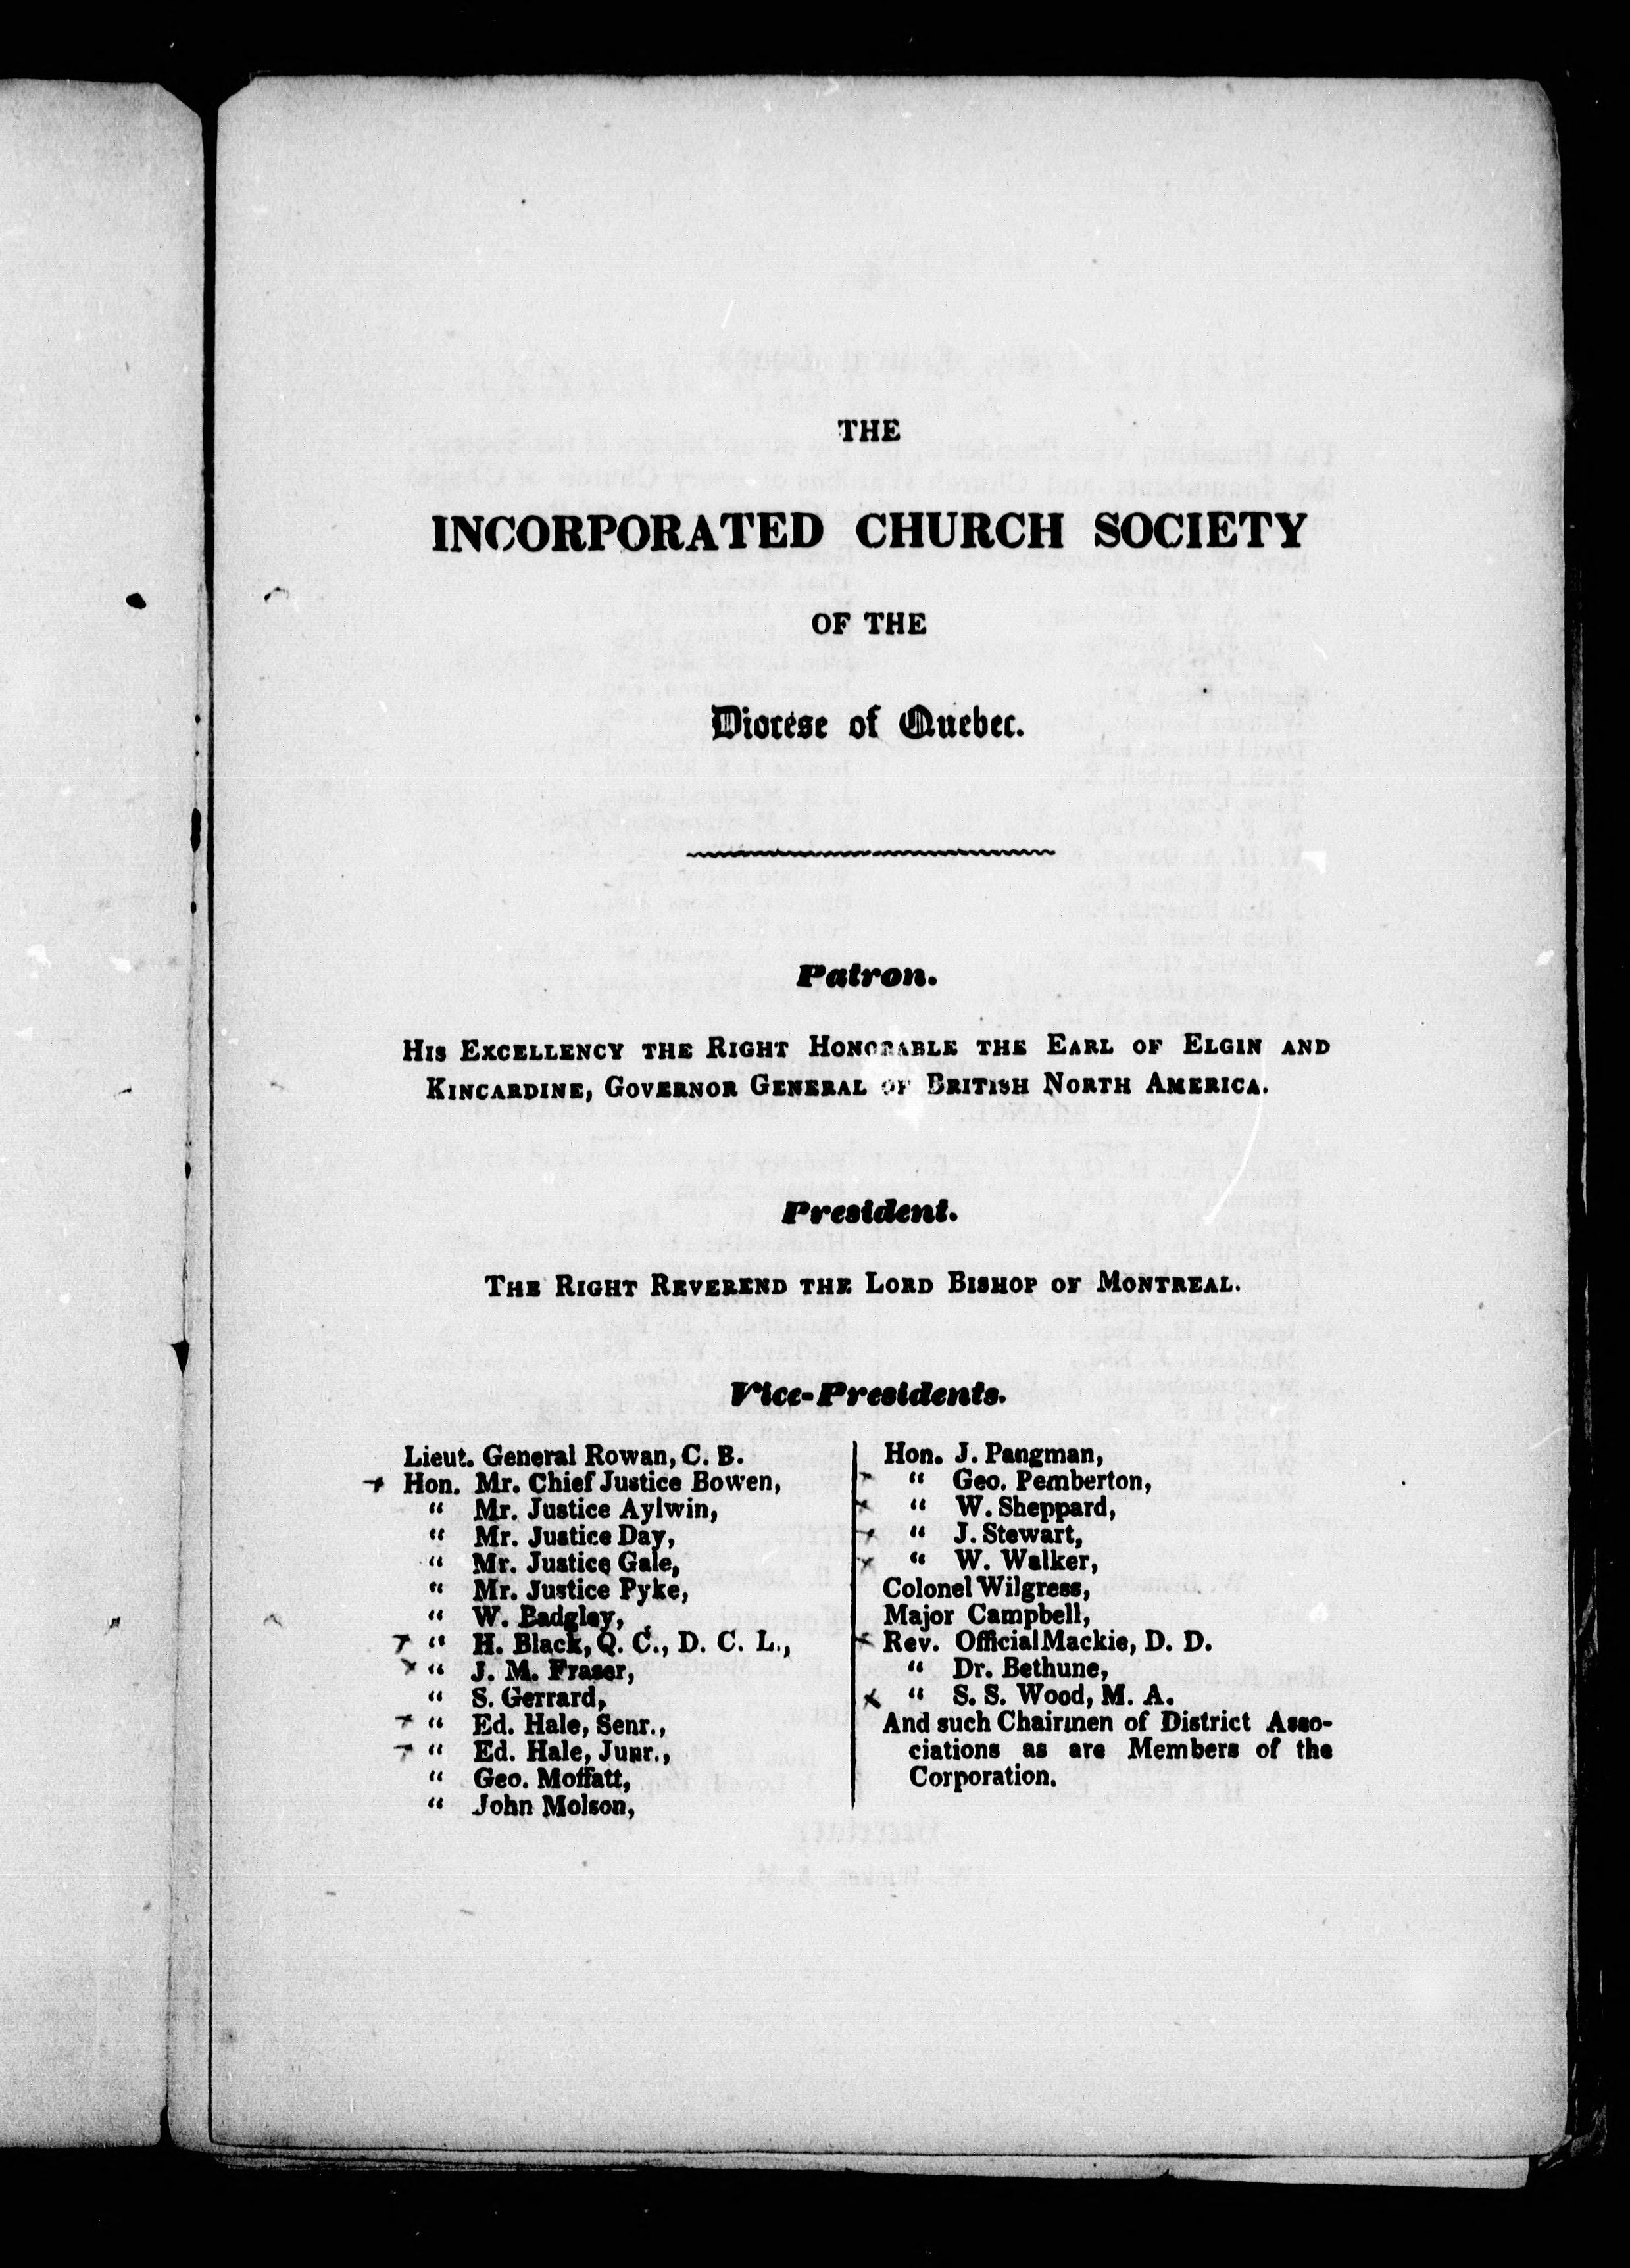 THE
INCORPORATED CHURCH SOCIETY
OF THE
Diocese of Quebec.
Patron.
HIS EXCELLENCY THE RIGHT HONORABLE THE EARL OF ELGIN AND
KINCARDINE, GOVERNOR GENERAL OF BRITISH NORTH AMERICA.
President.
THE RIGHT REVEREND THE LORD BISHOP OF MONTREAL.
Vice-Presidents.
Lieut. General Rowan, C. B.
Hon. Mr. Chief Justice Bowen,
“ Mr. Justice Aylwin,
“ Mr. Justice Day,
“ Mr. Justice Gale,
“ Mr. Justice Pyke,
“ W. Badgley,
“ H. Black, Q. C., D. C. L.,
“ J. M. Fraser,
“ S. Gerrard,
“ Ed. Hale, Senr.,
“ Ed. Hale, Junr.,
“ Geo. Moffatt,
“ John Molson,
Hon. J. Pangman,
“ Geo. Pemberton,
“ W. Sheppard,
“ J. Stewart,
“ W. Walker,
Colonel Wilgress,
Major Campbell,
Rev. Official Mackie, D. D.
“ Dr. Bethune,
“ S. S. Wood, M. A.
And such Chairmen of District Asso-
ciations as are Members of the
Corporation.